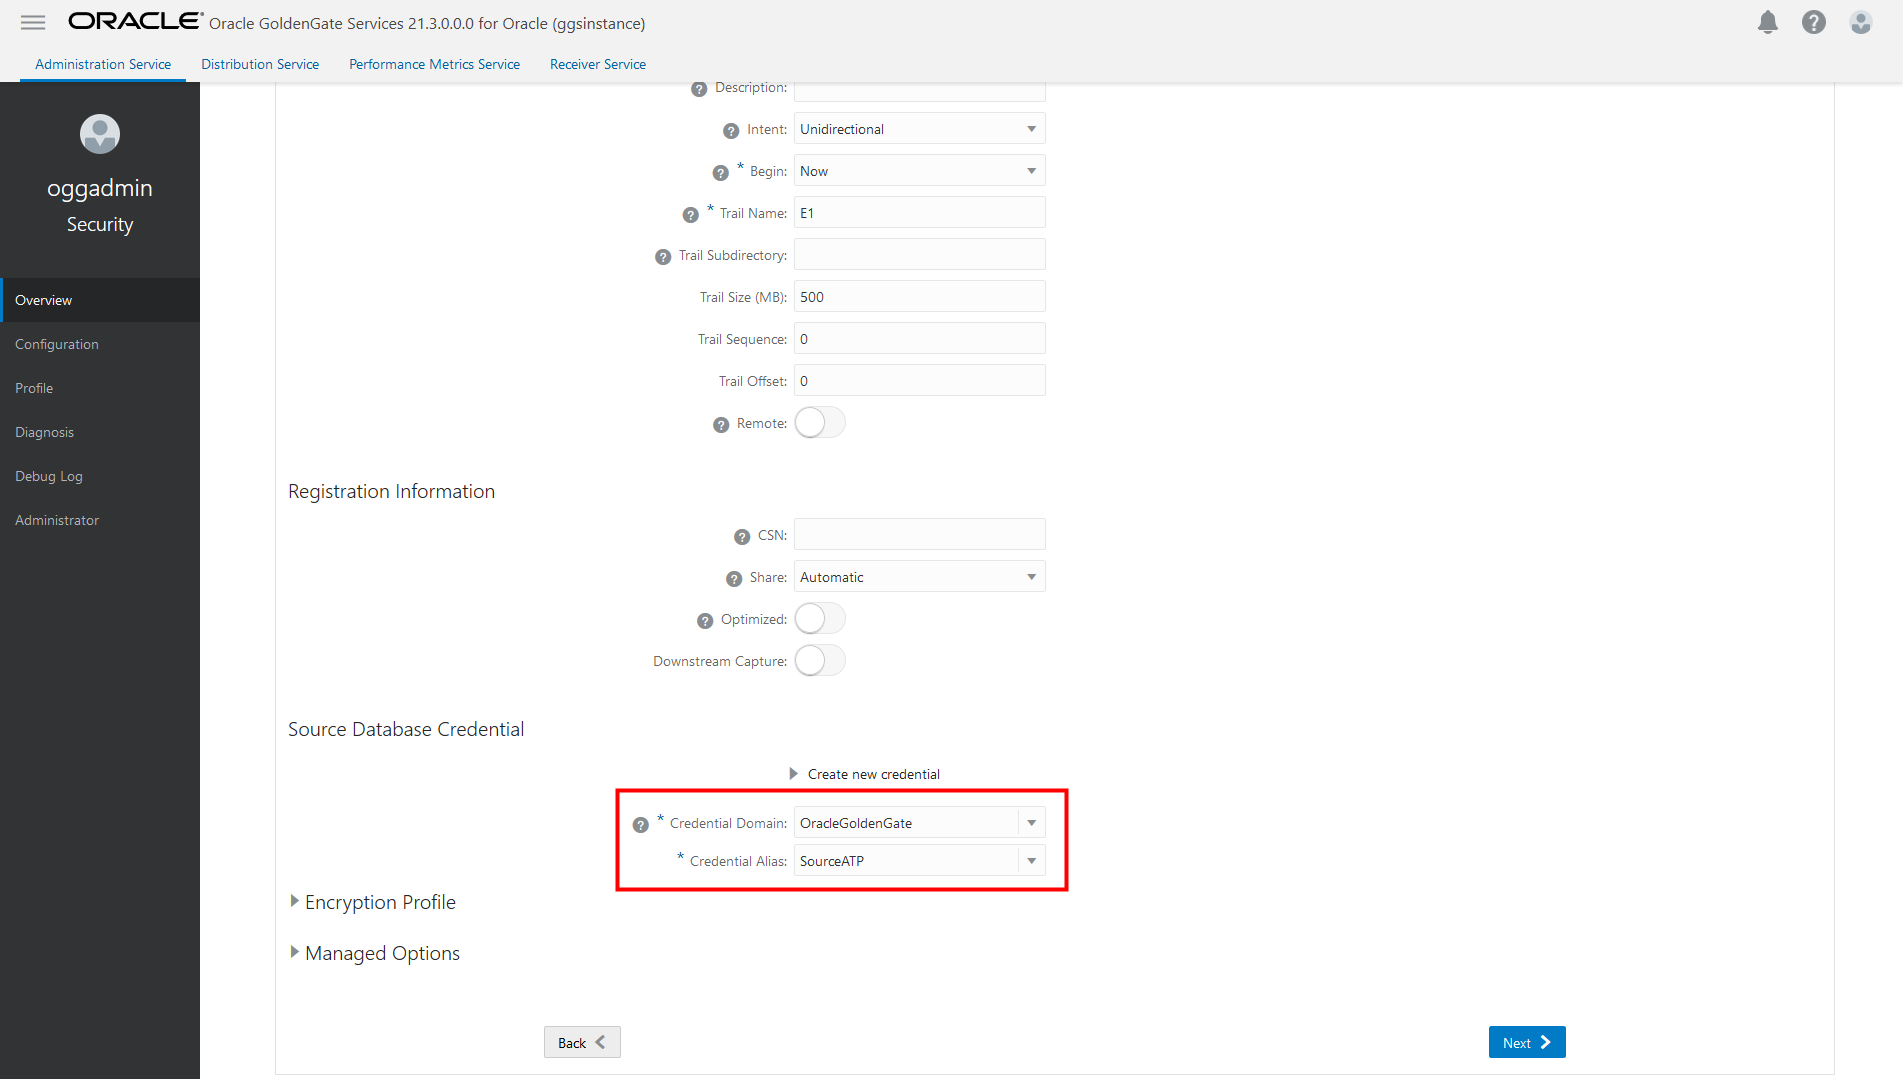 ORACLE Oracle GoldenGate Services 21.3.0.0.0 for Oracle (ggsinstance)
Administration Service Distribution Service Performance Metrics Service Receiver Service
oggadmin
Security
Overview
Configuration
Profile
Diagnosis
Debug Log
Administrator
? Description:
? Intent: Unidirectional
? * Begin: Now
? * Trail Name: E1
? Trail Subdirectory:
Trail Size (MB): 500
Trail Sequence: 0
Trail Offset: 0
? Remote:
Registration Information
? CSN:
? Share: Automatic
? Optimized:
Downstream Capture:
Source Database Credential
Create new credential
? * Credential Domain: OracleGoldenGate
* Credential Alias: SourceATP
Encryption Profile
Managed Options
Back Next